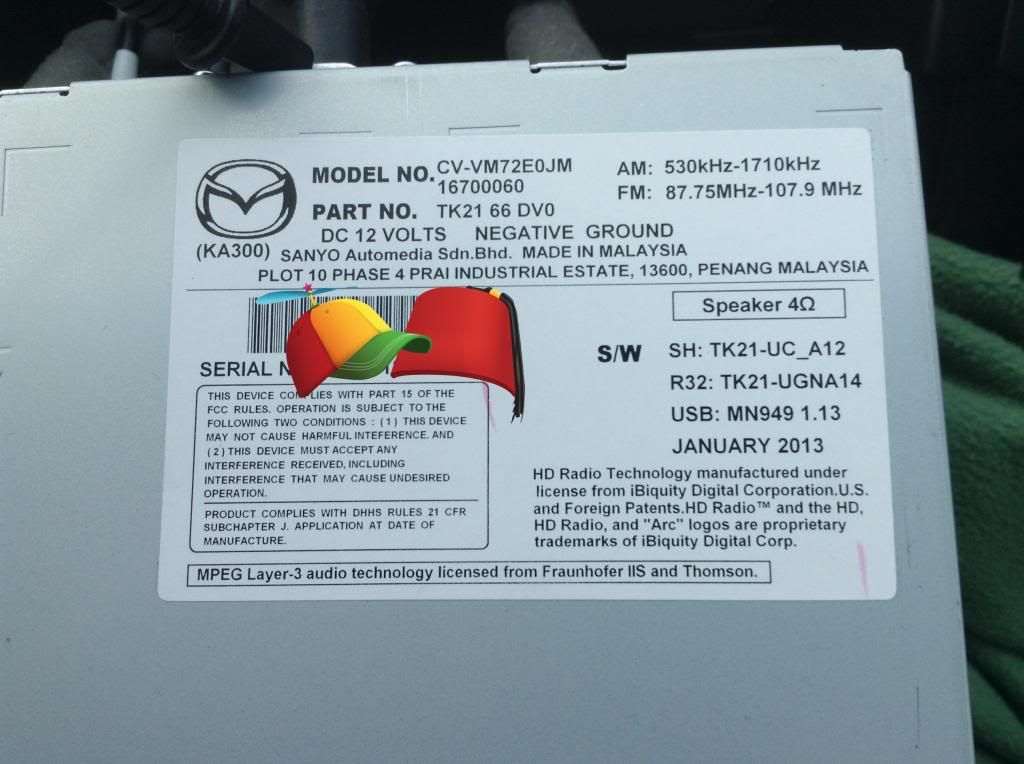 MODEL NO. CV-VM72E0JM
16700060
AM: 530kHz-1710kHz
FM: 87.75MHz-107.9 MHz
PART NO. TK21 66 DV0
DC 12 VOLTS NEGATIVE GROUND
(KA300) SANYO Automedia Sdn.Bhd. MADE IN MALAYSIA
PLOT 10 PHASE 4 PRAI INDUSTRIAL ESTATE, 13600, PENANG MALAYSIA
SERIAL
THIS DEVICE COMPLIES WITH PART 15 OF THE
FCC RULES. OPERATION IS SUBJECT TO THE
FOLLOWING TWO CONDITIONS : (1) THIS DEVICE
MAY NOT CAUSE HARMFUL INTEFERENCE. AND
(2) THIS DEVICE MUST ACCEPT ANY
INTERFERENCE RECEIVED, INCLUDING
INTERFERENCE THAT MAY CAUSE UNDESIRED
OPERATION.
PRODUCT COMPLIES WITH DHHS RULES 21 CFR
SUBCHAPTER J. APPLICATION AT DATE OF
MANUFACTURE.
Speaker 4Ω
S/W SH: TK21-UC_A12
R32: TK21-UGNA14
USB: MN949 1.13
JANUARY 2013
HD Radio Technology manufactured under
license from iBiquity Digital Corporation.U.S.
and Foreign Patents.HD Radio™ and the HD,
HD Radio, and "Arc" logos are proprietary
trademarks of iBiquity Digital Corp.
MPEG Layer-3 audio technology licensed from Fraunhofer IIS and Thomson.